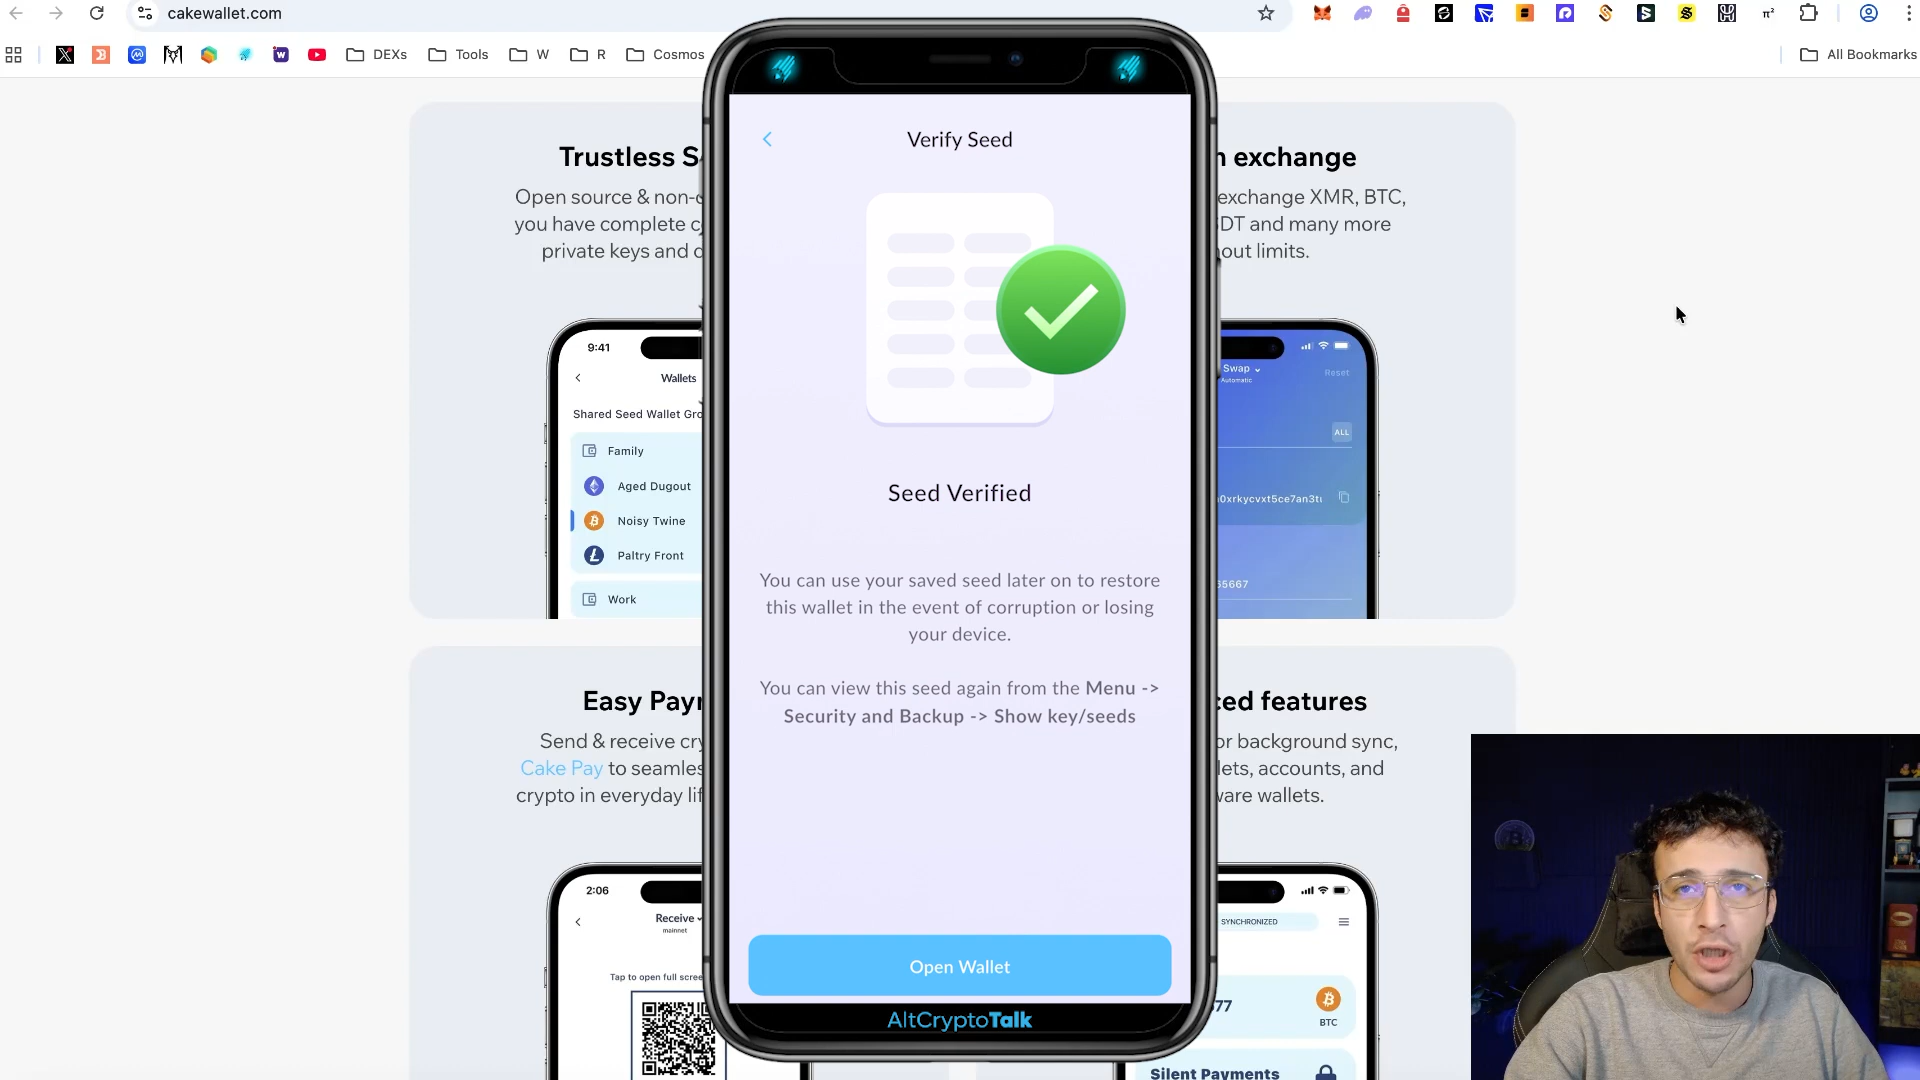 cakewallet.com
DEXs
Tools
W
R
Cosmos
All Bookmarks
Trustless S
Open source & non-c
you have complete c
private keys and c
9:41
Wallets
Shared Seed Wallet Gro
Family
Aged Dugout
Noisy Twine
Paltry Front
Work
Easy Payr
Send & receive cry
Cake Pay to seamles
crypto in everyday lif
2:06
Receive
mainnet
Tap to open full scree
Verify Seed
Seed Verified
You can use your saved seed later on to restore
this wallet in the event of corruption or losing
your device.
You can view this seed again from the Menu ->
Security and Backup -> Show key/seeds
Open Wallet
AltCryptoTalk
n exchange
exchange XMR, BTC,
SDT and many more
out limits.
Swap
Automatic
Reset
ALL
0xrkycvxt5ce7an3tu
65667
ced features
or background sync,
lets, accounts, and
ware wallets.
SYNCHRONIZED
77
BTC
Silent Payments